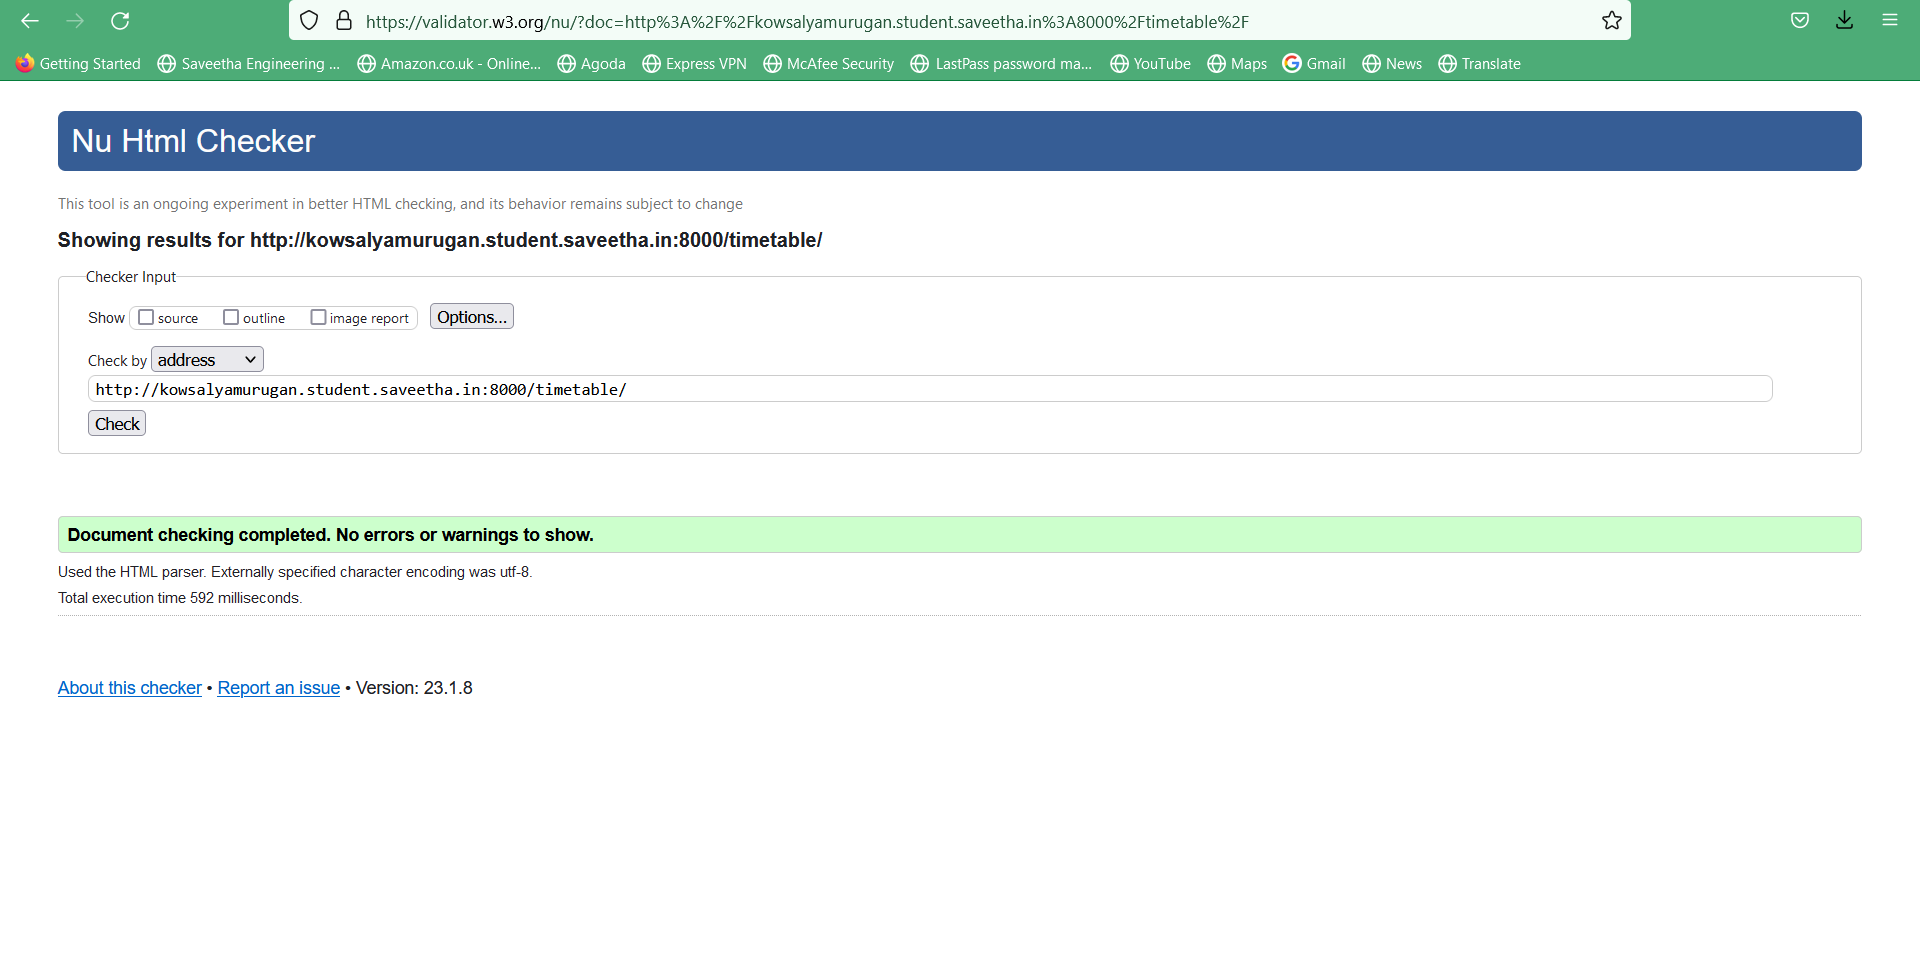 https://validator.w3.org/nu/?doc=http%3A%2F%2Fkowsalyamurugan.student.saveetha.in%3A8000%2Ftimetable%2F
Getting Started Saveetha Engineering ... Amazon.co.uk - Online... Agoda Express VPN McAfee Security LastPass password ma... YouTube Maps Gmail News Translate
Nu Html Checker
This tool is an ongoing experiment in better HTML checking, and its behavior remains subject to change
Showing results for http://kowsalyamurugan.student.saveetha.in:8000/timetable/
Checker Input
Show source outline image report Options...
Check by address
http://kowsalyamurugan.student.saveetha.in:8000/timetable/
Check
Document checking completed. No errors or warnings to show.
Used the HTML parser. Externally specified character encoding was utf-8.
Total execution time 592 milliseconds.
About this checker • Report an issue • Version: 23.1.8